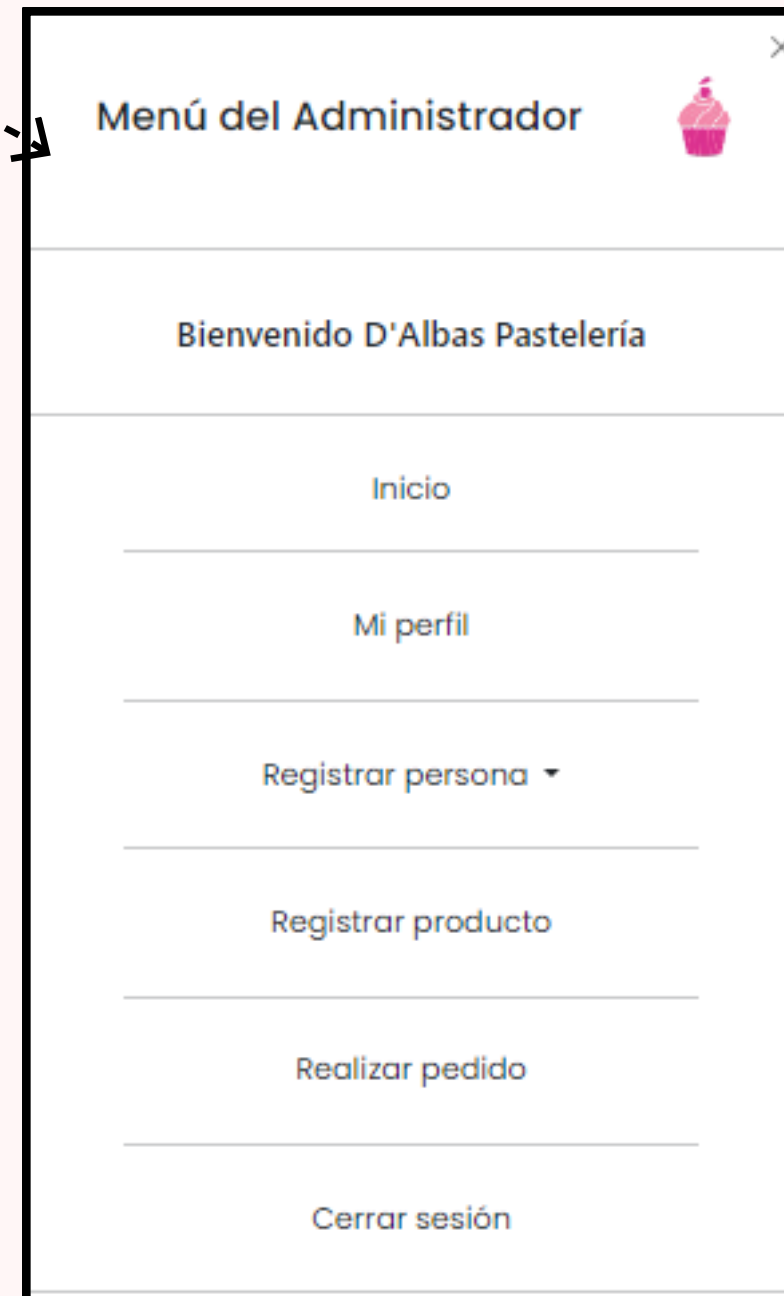 Menú del Administrador
Bienvenido D'Albas Pastelería
Inicio
Mi perfil
Registrar persona
Registrar producto
Realizar pedido
Cerrar sesión